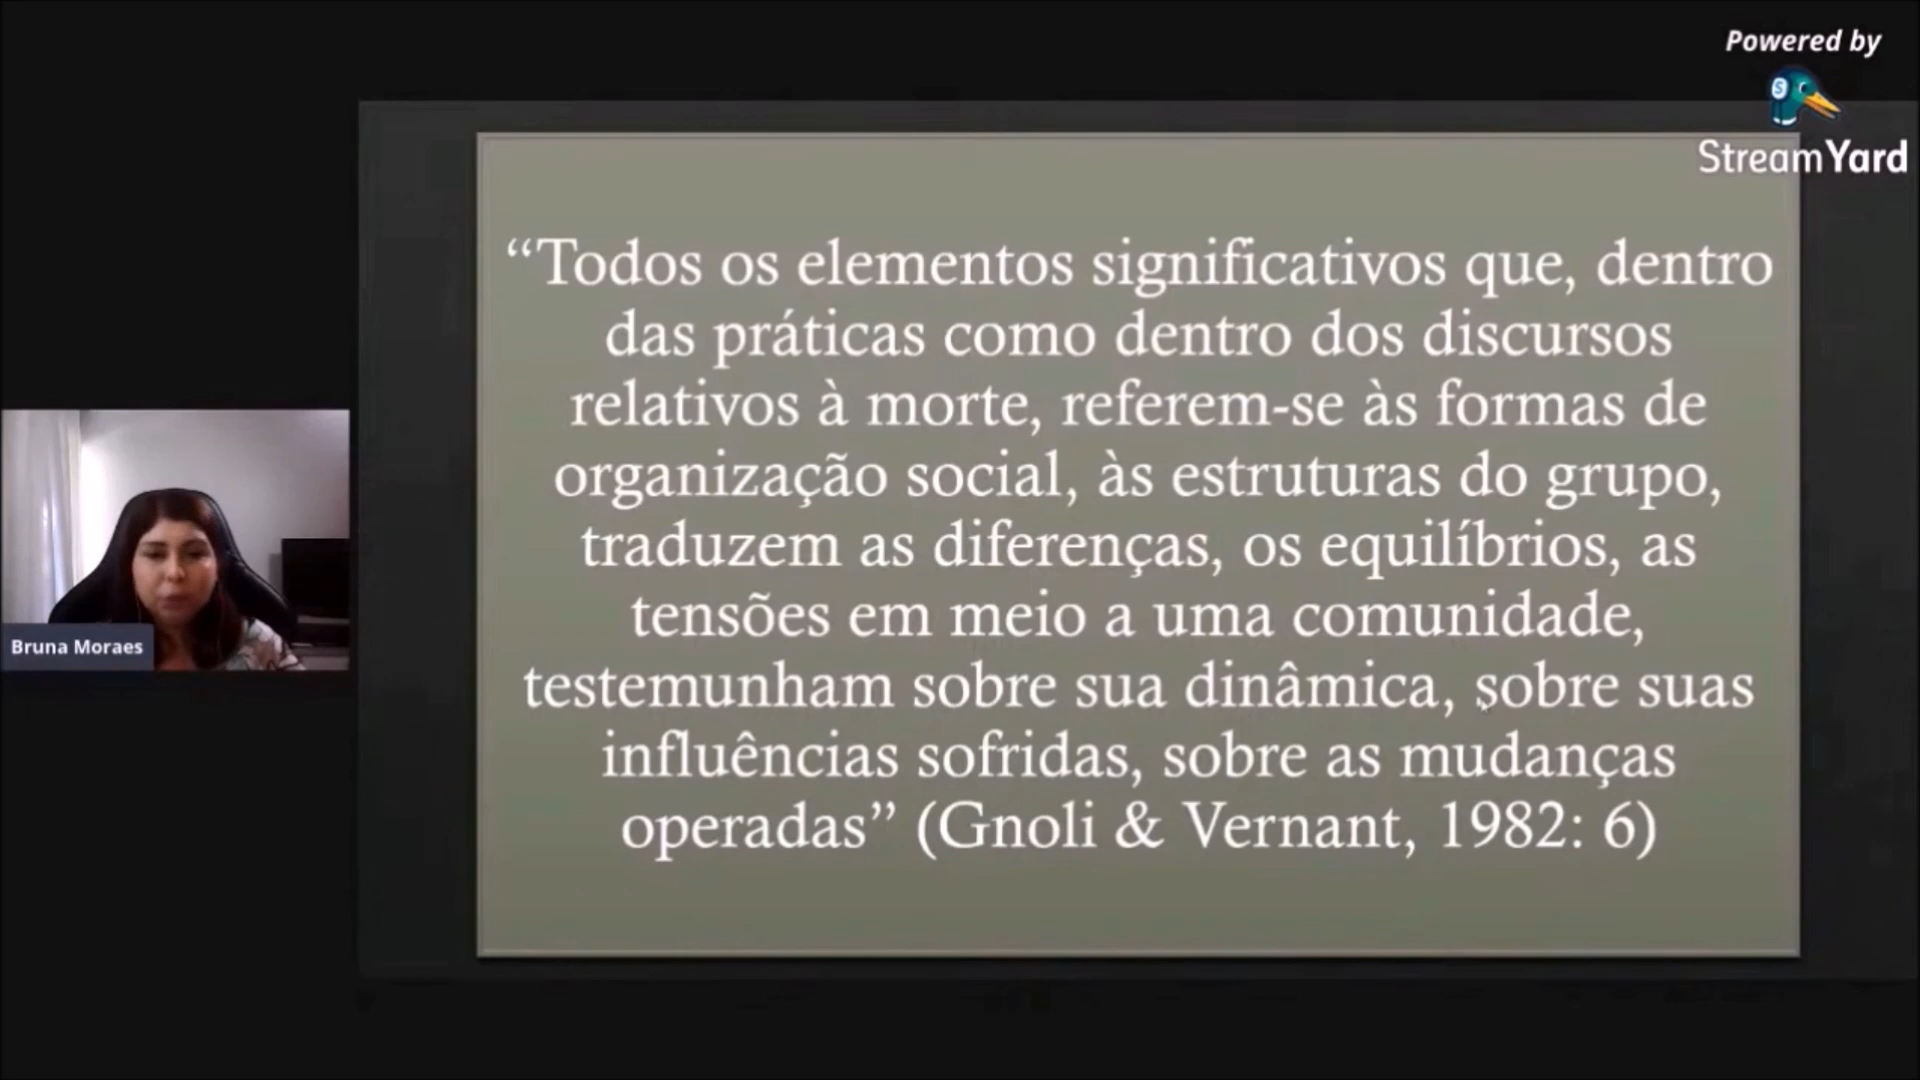 Powered by
StreamYard
“Todos os elementos significativos que, dentro
das práticas como dentro dos discursos
relativos à morte, referem-se às formas de
organização social, às estruturas do grupo,
traduzem as diferenças, os equilíbrios, as
tensões em meio a uma comunidade,
testemunham sobre sua dinâmica, sobre suas
influências sofridas, sobre as mudanças
operadas” (Gnoli & Vernant, 1982: 6)
Bruna Moraes